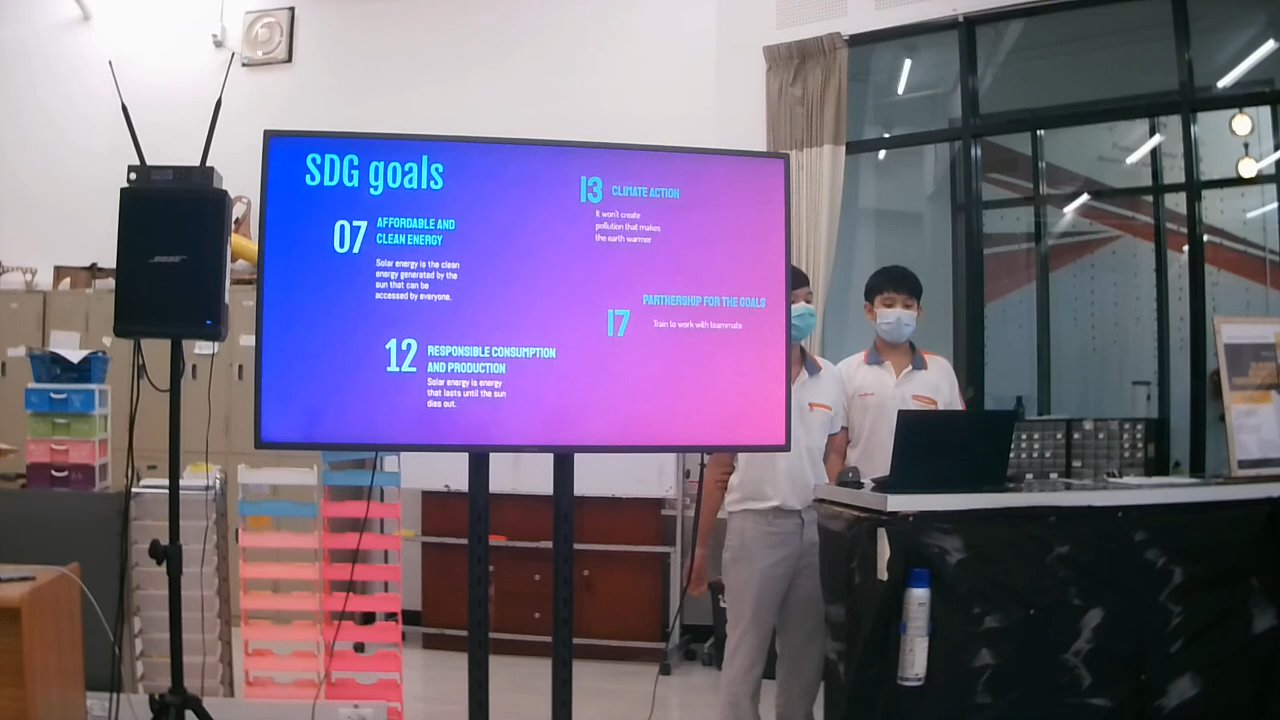 SDG goals
07
AFFORDABLE AND
CLEAN ENERGY
Solar energy is the clean
energy generated by the
sun that can be
accessed by everyone.
12
RESPONSIBLE CONSUMPTION
AND PRODUCTION
Solar energy is energy
that lasts until the sun
dies out.
13
CLIMATE ACTION
It won't create
pollution that makes
the earth warmer
17
PARTNERSHIP FOR THE GOALS
Train to work with teammate
BOSE